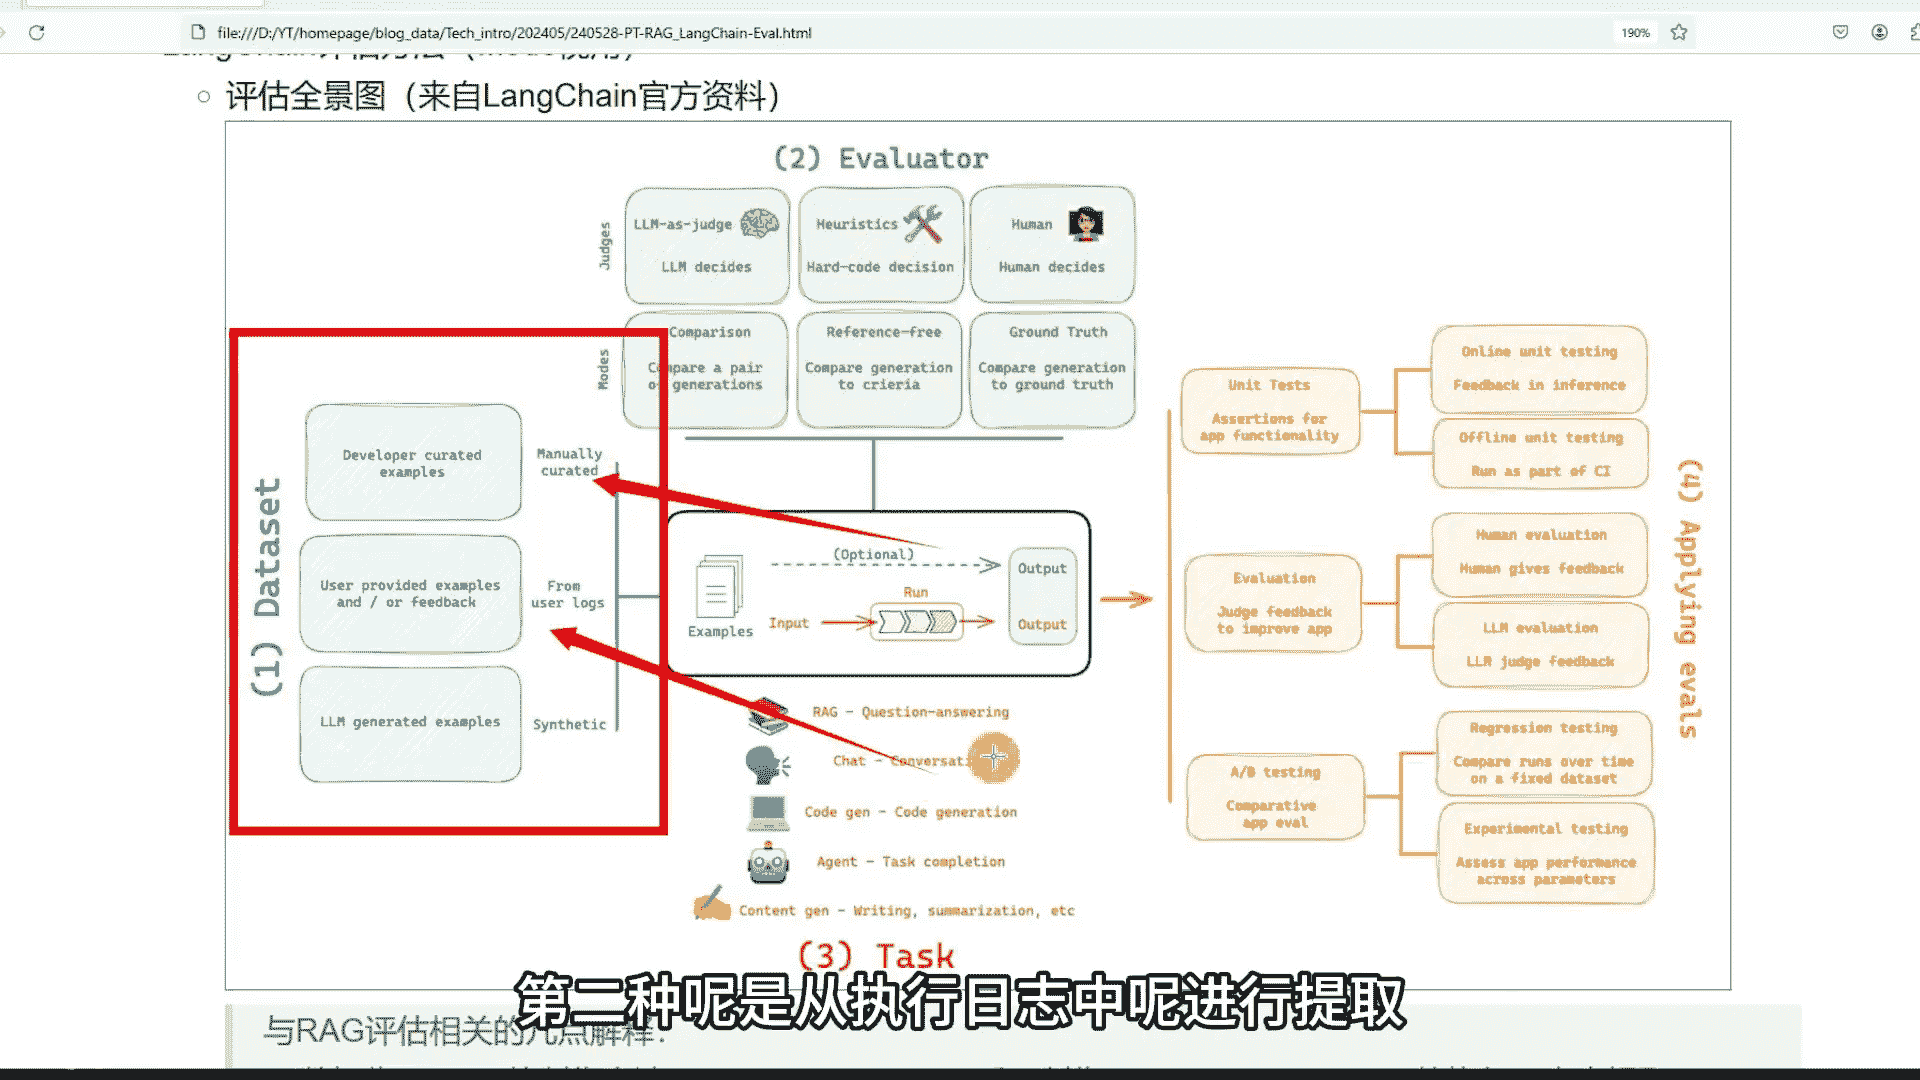 file:///D:/YT/homepage/blog_data/Tech_intro/202405/240528-PT-RAG_LangChain-Eval.html
190%
评估全景图（来自LangChain官方资料）
(2) Evaluator
Judges
LLM-as-judge
LLM decides
Heuristics
Hard-code decision
Human
Human decides
Modes
Comparison
Compare a pair
of generations
Reference-free
Compare generation
to crieria
Ground Truth
Compare generation
to ground truth
(1) Dataset
Developer curated
examples
Manually
curated
User provided examples
and / or feedback
From
user logs
LLM generated examples
Synthetic
Examples
(Optional)
Input
Run
Output
Output
RAG - Question-answering
Chat - Conversati
Code gen - Code generation
Agent - Task completion
Content gen - Writing, summarization, etc
(3) Task
Unit Tests
Assertions for
app functionality
Online unit testing
Feedback in inference
Offline unit testing
Run as part of CI
Evaluation
Judge feedback
to improve app
Human evaluation
Human gives feedback
LLM evaluation
LLM judge feedback
A/B testing
Comparative
app eval
Regression testing
Compare runs over time
on a fixed dataset
Experimental testing
Assess app performance
across parameters
(4) Applying evals
第二种呢是从执行日志中呢进行提取
与RAG评估相关的几点解释：